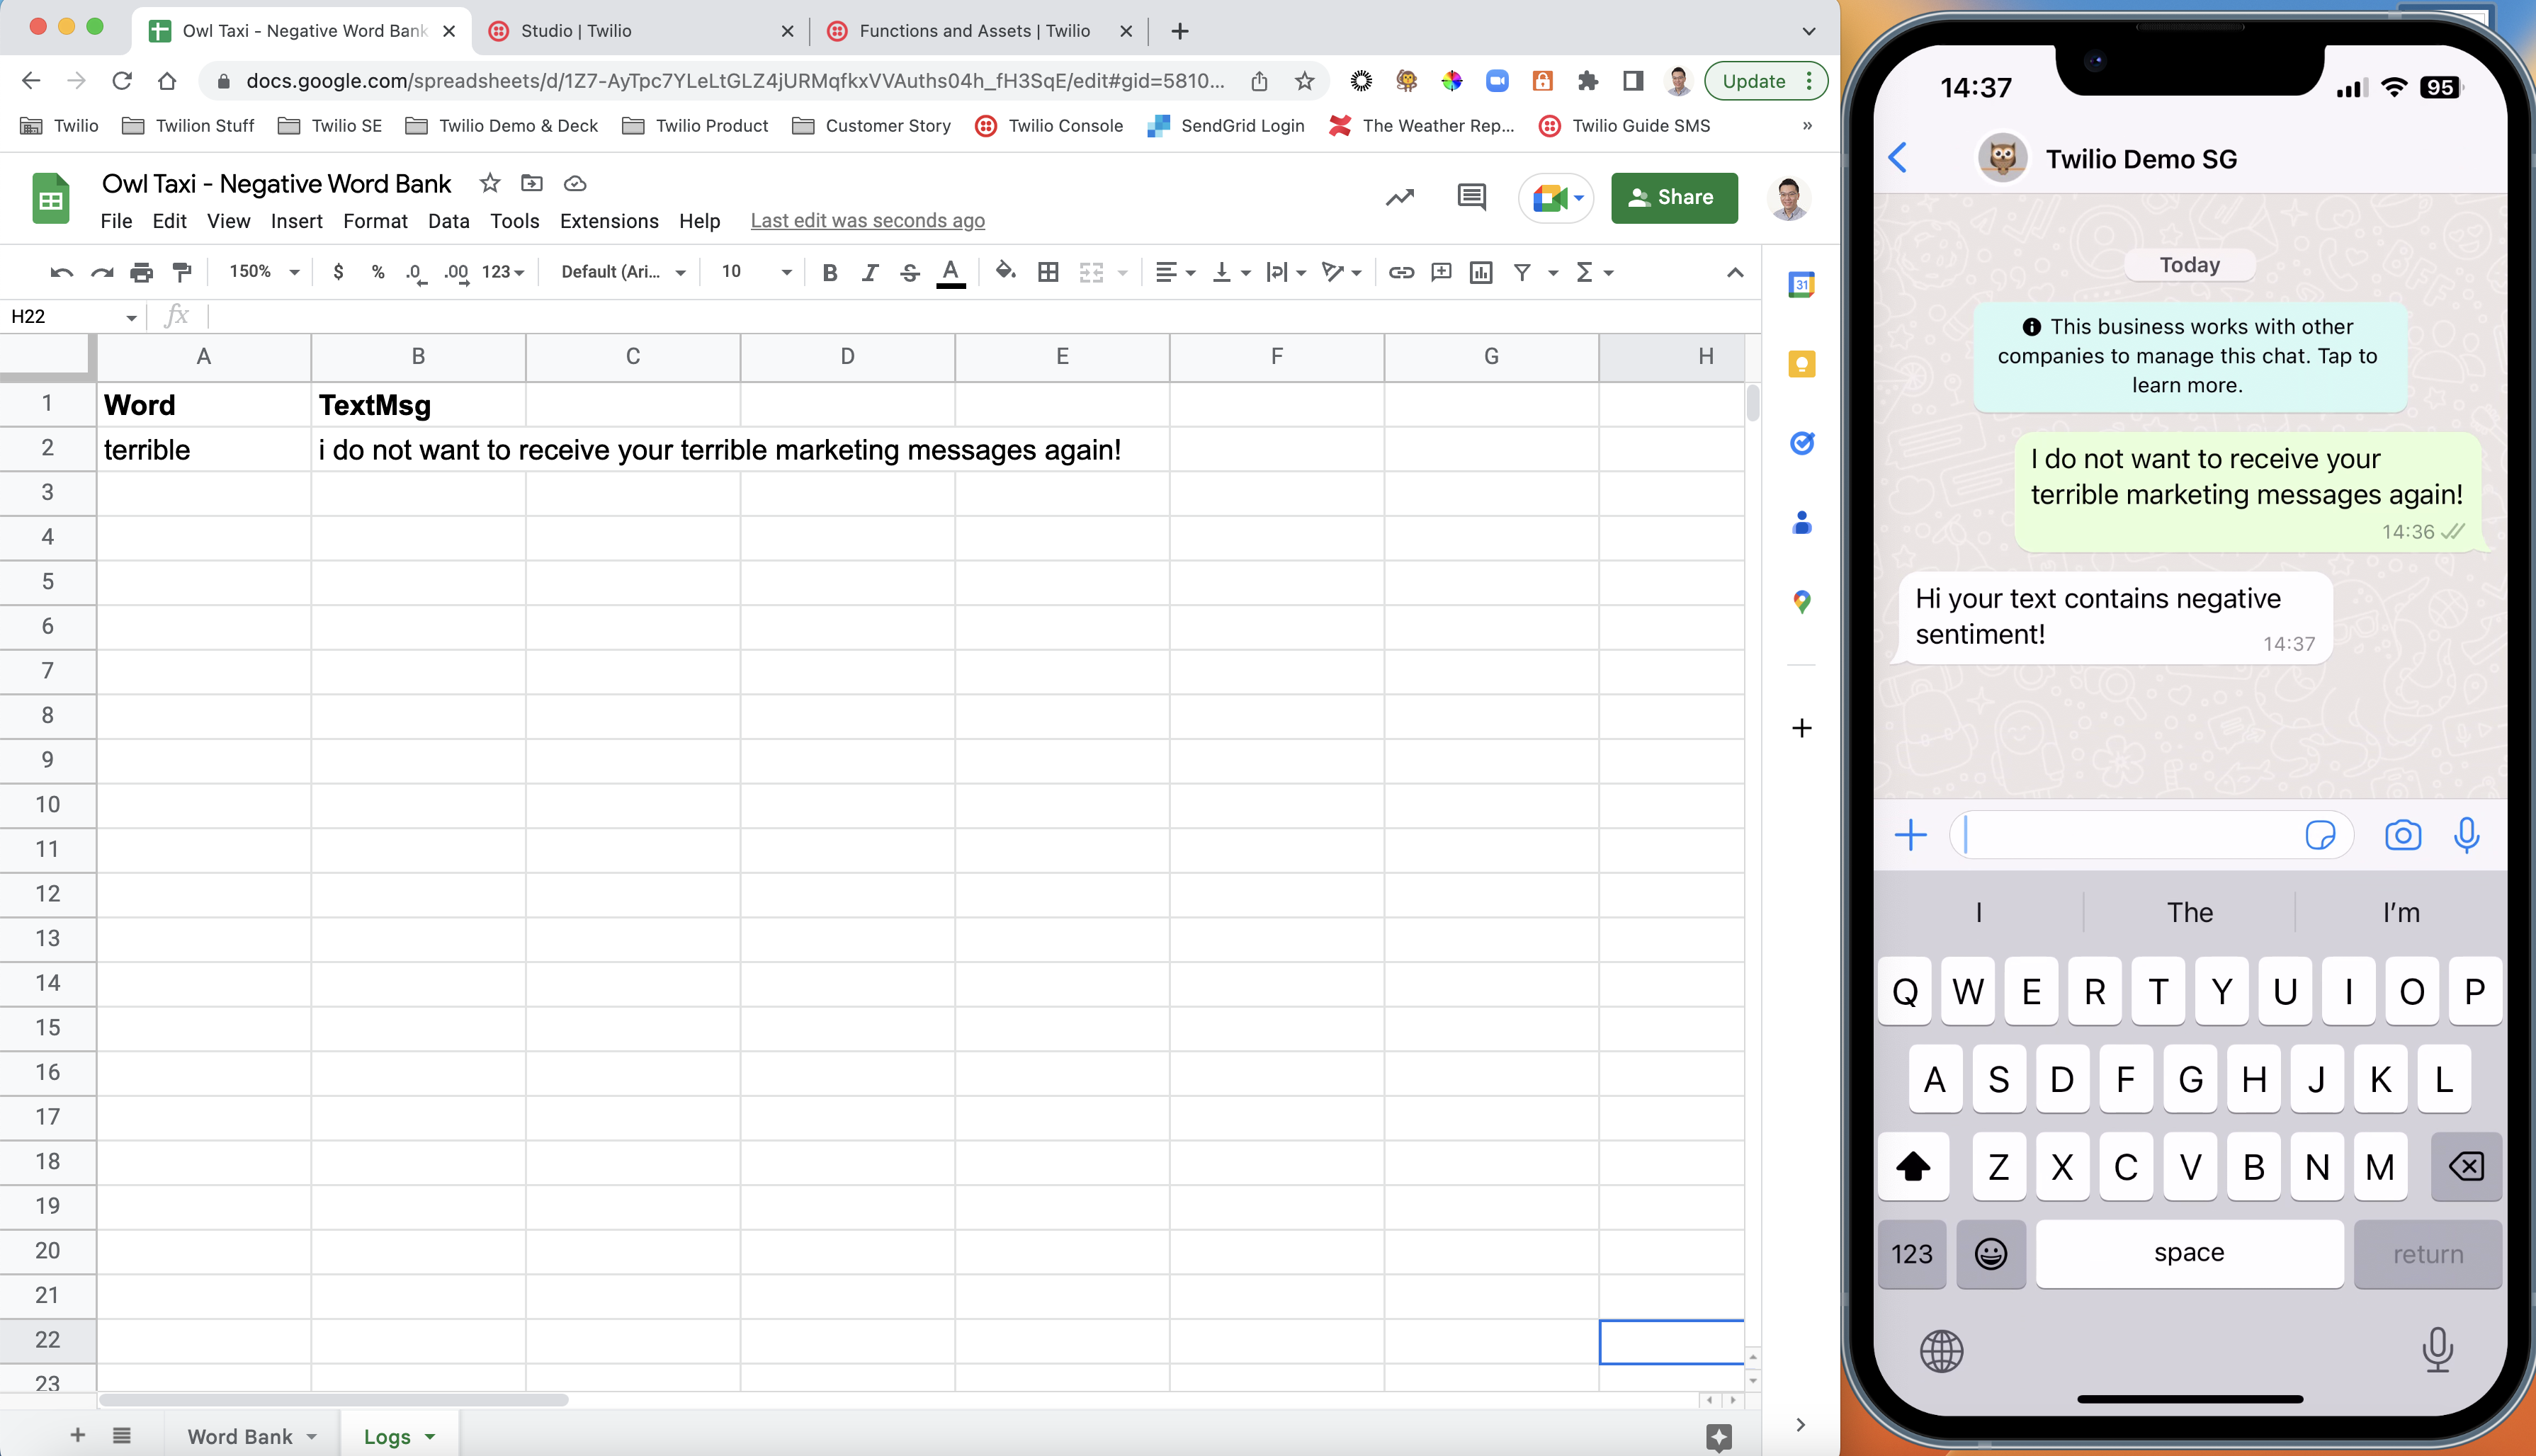 Owl Taxi - Negative Word Bank
Studio | Twilio
Functions and Assets | Twilio
docs.google.com/spreadsheets/d/1Z7-AyTpc7YLeLtGLZ4jURMqfkxVVAuths04h_fH3SqE/edit#gid=5810...
Update
Twilio
Twilion Stuff
Twilio SE
Twilio Demo & Deck
Twilio Product
Customer Story
Twilio Console
SendGrid Login
The Weather Rep...
Twilio Guide SMS
»
Owl Taxi - Negative Word Bank
File Edit View Insert Format Data Tools Extensions Help Last edit was seconds ago
Share
150% $ % .0 .00 123 Default (Ari... 10 B I S A Σ
31
H22 fx
A B C D E F G H
1 Word TextMsg
2 terrible i do not want to receive your terrible marketing messages again!
3
4
5
6
7
8
9
10
11
12
13
14
15
16
17
18
19
20
21
22
23
Word Bank Logs
14:37 95
Twilio Demo SG
Today
This business works with other
companies to manage this chat. Tap to
learn more.
I do not want to receive your
terrible marketing messages again!
14:36
Hi your text contains negative
sentiment!
14:37
I The I'm
Q W E R T Y U I O P
A S D F G H J K L
Z X C V B N M
123 space return